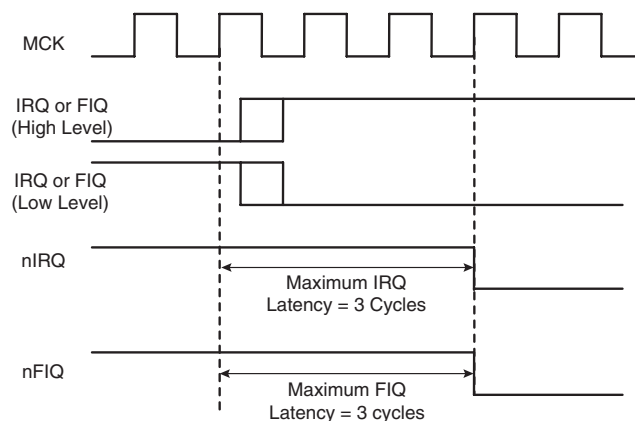 MCK
IRQ or FIQ
(High Level)
IRQ or FIQ
(Low Level)
nIRQ
Maximum IRQ
Latency = 3 Cycles
nFIQ
Maximum FIQ
Latency = 3 cycles